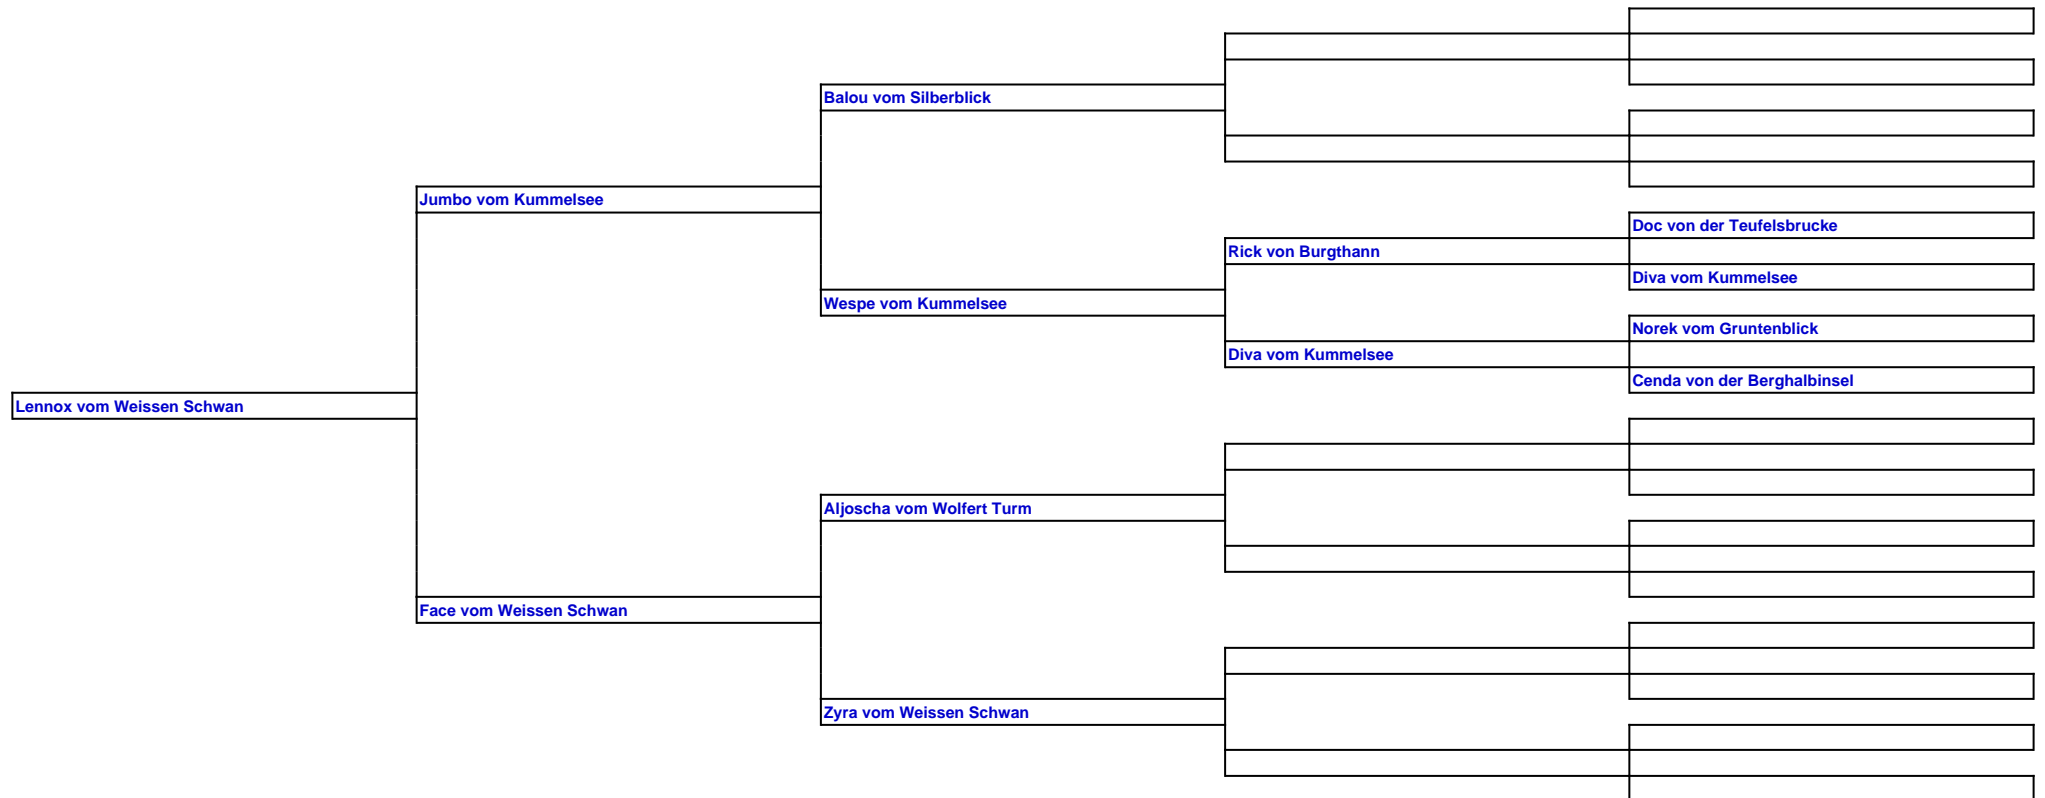 Balou vom Silberblick
Jumbo vom Kummelsee
Doc von der Teufelsbrucke
Rick von Burgthann
Diva vom Kummelsee
Wespe vom Kummelsee
Norek vom Gruntenblick
Diva vom Kummelsee
Cenda von der Berghalbinsel
Lennox vom Weissen Schwan
Aljoscha vom Wolfert Turm
Face vom Weissen Schwan
Zyra vom Weissen Schwan